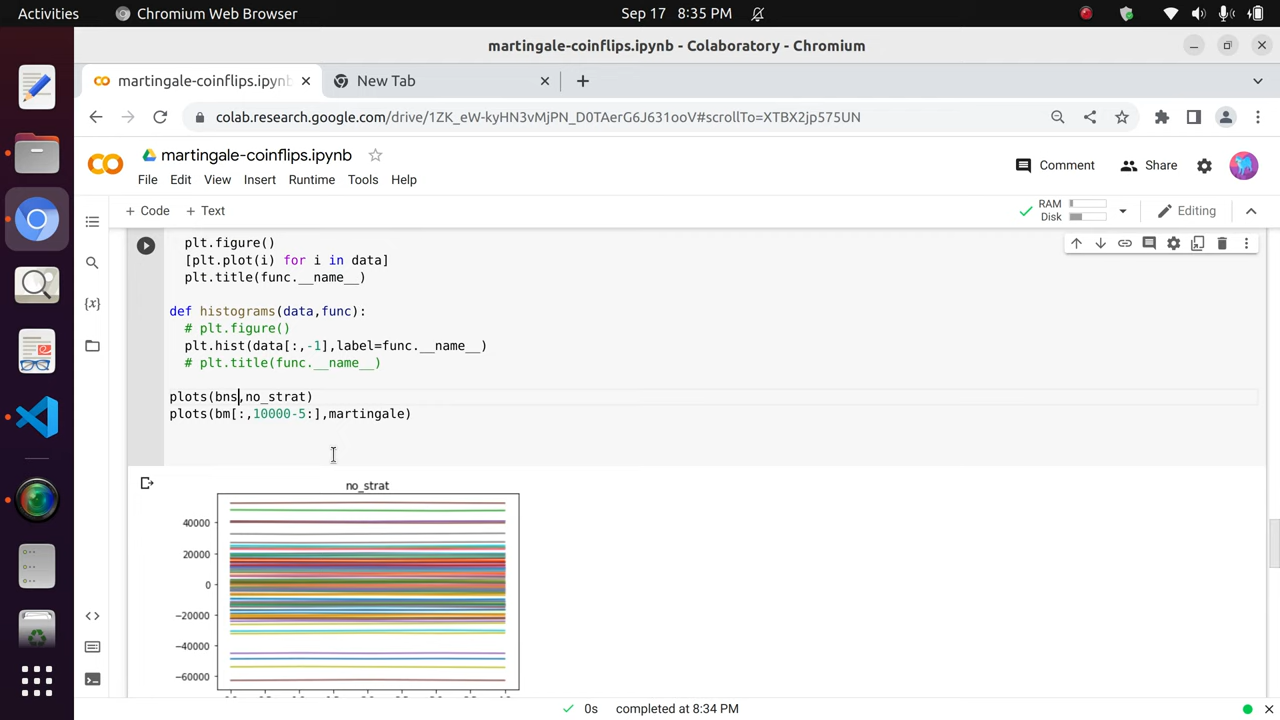 Activities
Chromium Web Browser
Sep 17 8:35 PM
martingale-coinflips.ipynb - Colaboratory - Chromium
martingale-coinflips.ipynb
New Tab
colab.research.google.com/drive/1ZK_eW-kyHN3vMjPN_D0TAerG6J631ooV#scrollTo=XTBX2jp575UN
martingale-coinflips.ipynb
Comment
Share
File Edit View Insert Runtime Tools Help
+ Code + Text
RAM
Disk
Editing
plt.figure()
[plt.plot(i) for i in data]
plt.title(func.__name__)
def histograms(data,func):
# plt.figure()
plt.hist(data[:,-1],label=func.__name__)
# plt.title(func.__name__)
plots(bns,no_strat)
plots(bm[:,10000-5:],martingale)
{x}
no_strat
40000
20000
0
−20000
−40000
−60000
0s completed at 8:34 PM